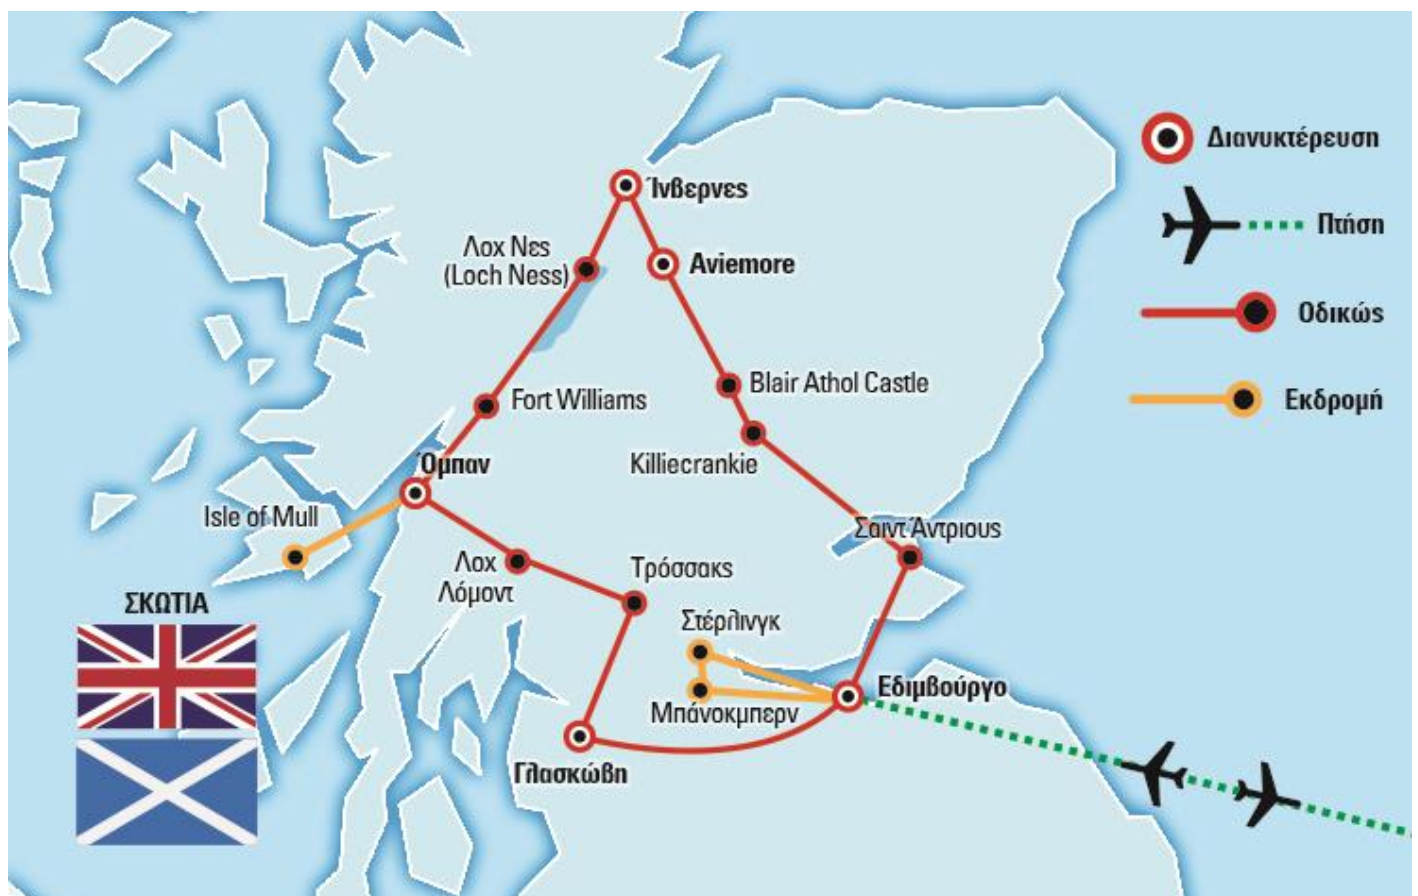 Διανυκτέρευση
Πτήση
Οδικώς
Εκδρομή
Ίνβερνες
Λοχ Νες
(Loch Ness)
Aviemore
Blair Athol Castle
Fort Williams
Killiecrankie
Όμπαν
Isle of Mull
Σαιντ Άντριους
Λοχ
Λόμοντ
Τρόσσακς
ΣΚΩΤΙΑ
Στέρλινγκ
Εδιμβούργο
Μπάνοκμπερν
Γλασκώβη